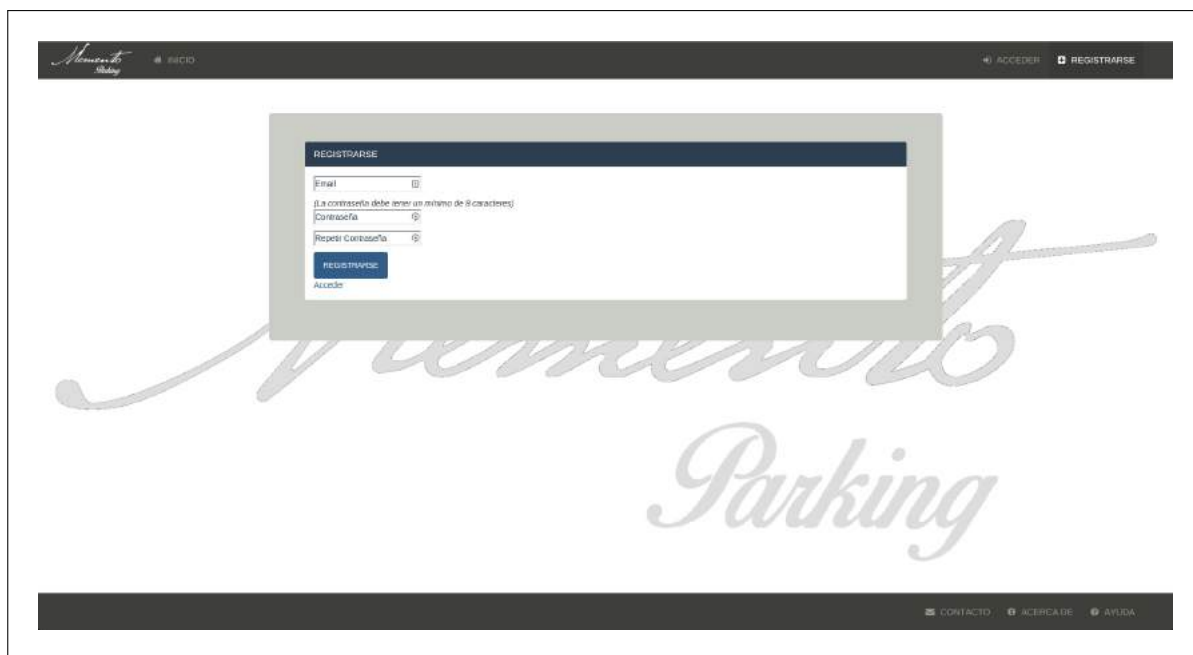 Memento
Parking
INICIO
ACCEDER
REGISTRARSE
REGISTRARSE
Email
(La contraseña debe tener un mínimo de 8 caracteres)
Contraseña
Repetir Contraseña
REGISTRARSE
Acceder
Memento
Parking
CONTACTO
ACERCA DE
AYUDA